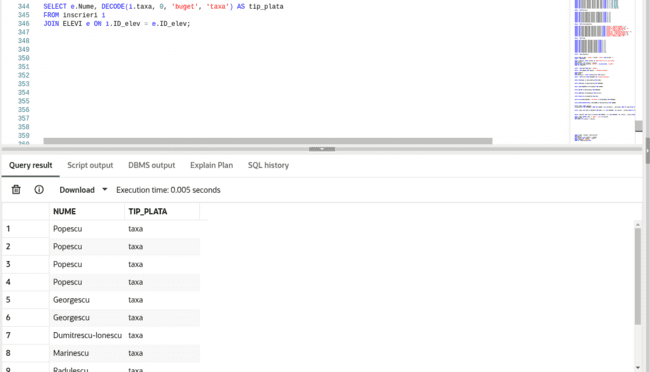 344 SELECT e.Nume, DECODE(i.taxa, 0, 'buget', 'taxa') AS tip_plata
345 FROM inscrieri i
346 JOIN ELEVI e ON i.ID_elev = e.ID_elev;
347
348
349
350
351
352
353
354
355
356
357
358
359
360
Query result Script output DBMS output Explain Plan SQL history
Download Execution time: 0.005 seconds
NUME TIP_PLATA
1 Popescu taxa
2 Popescu taxa
3 Popescu taxa
4 Popescu taxa
5 Georgescu taxa
6 Georgescu taxa
7 Dumitrescu-Ionescu taxa
8 Marinescu taxa
9 Radulescu taxa